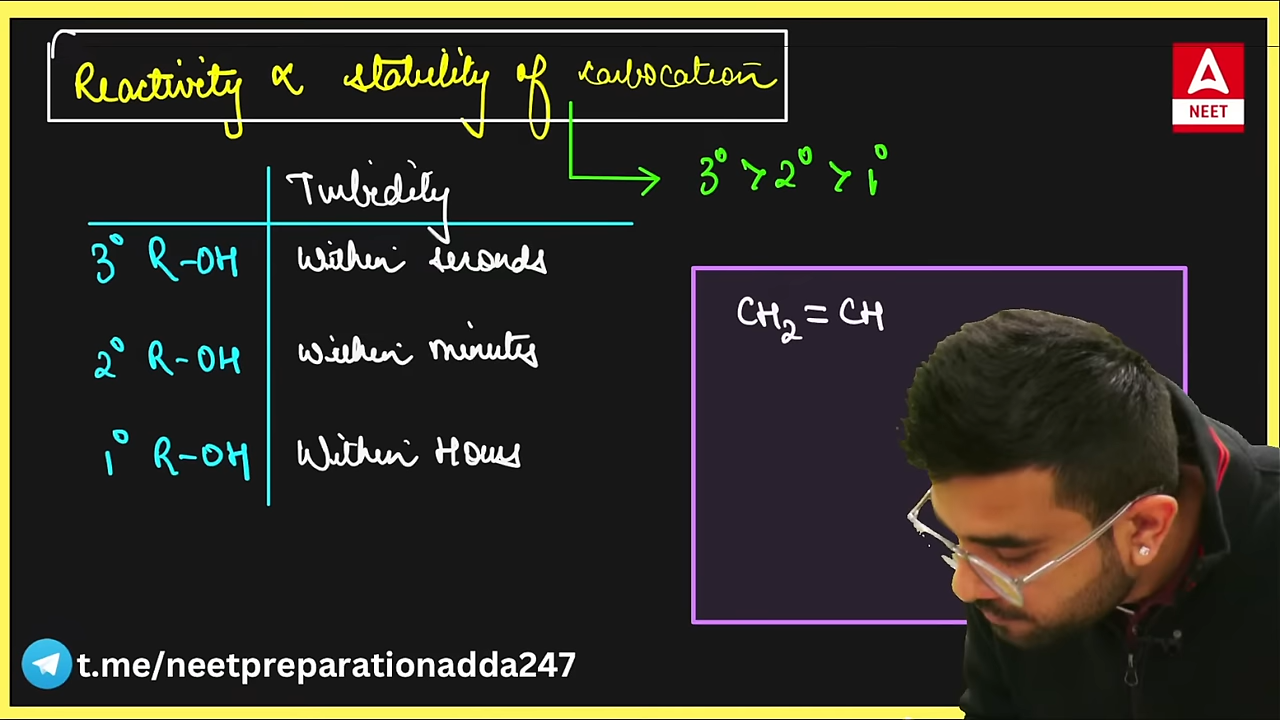 Reactivity ∝ stability of carbocation
NEET
3° > 2° > 1°
Turbidity
3° R-OH Within seconds
CH₂=CH
2° R-OH Within minutes
1° R-OH Within Hours
t.me/neetpreparationadda247